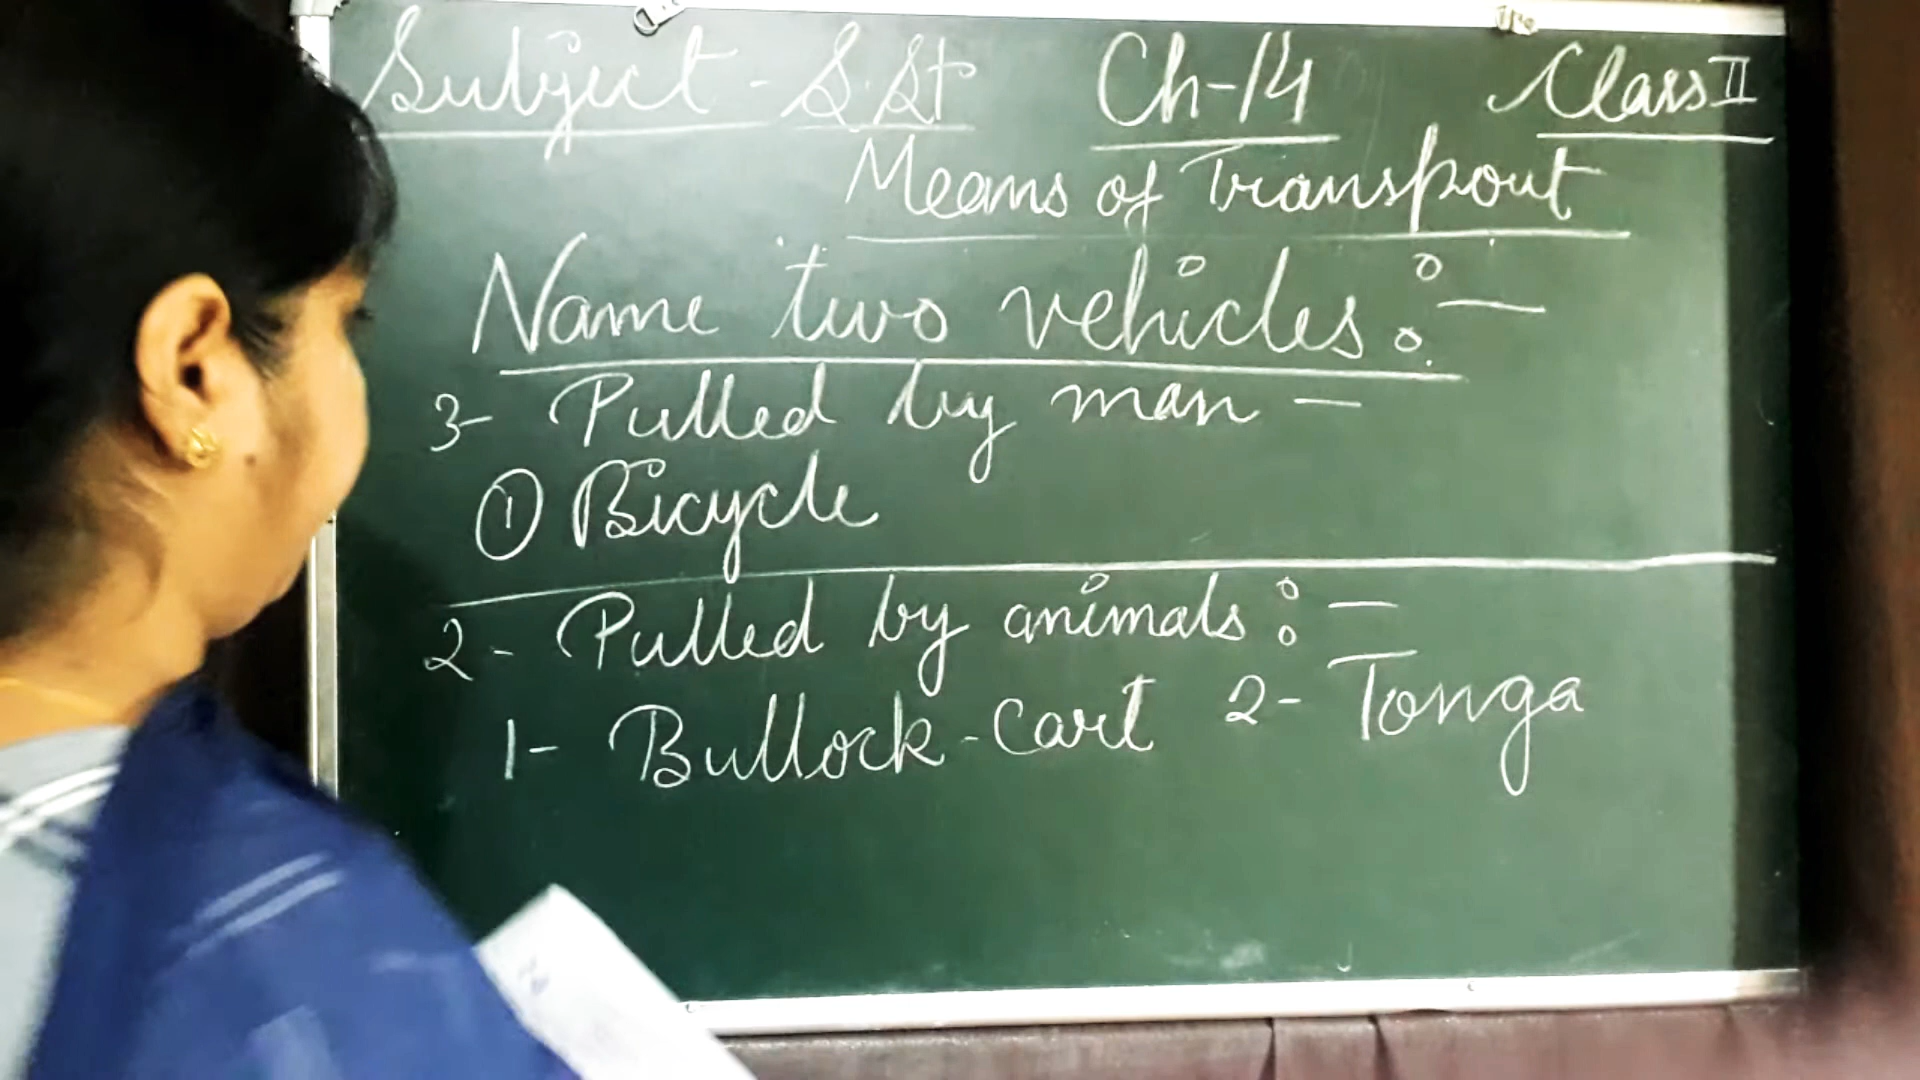 Subject - S.St Ch-14 Class II
Means of Transport
Name two vehicles :-
3- Pulled by man -
① Bicycle
2- Pulled by animals :-
1- Bullock-Cart 2- Tonga